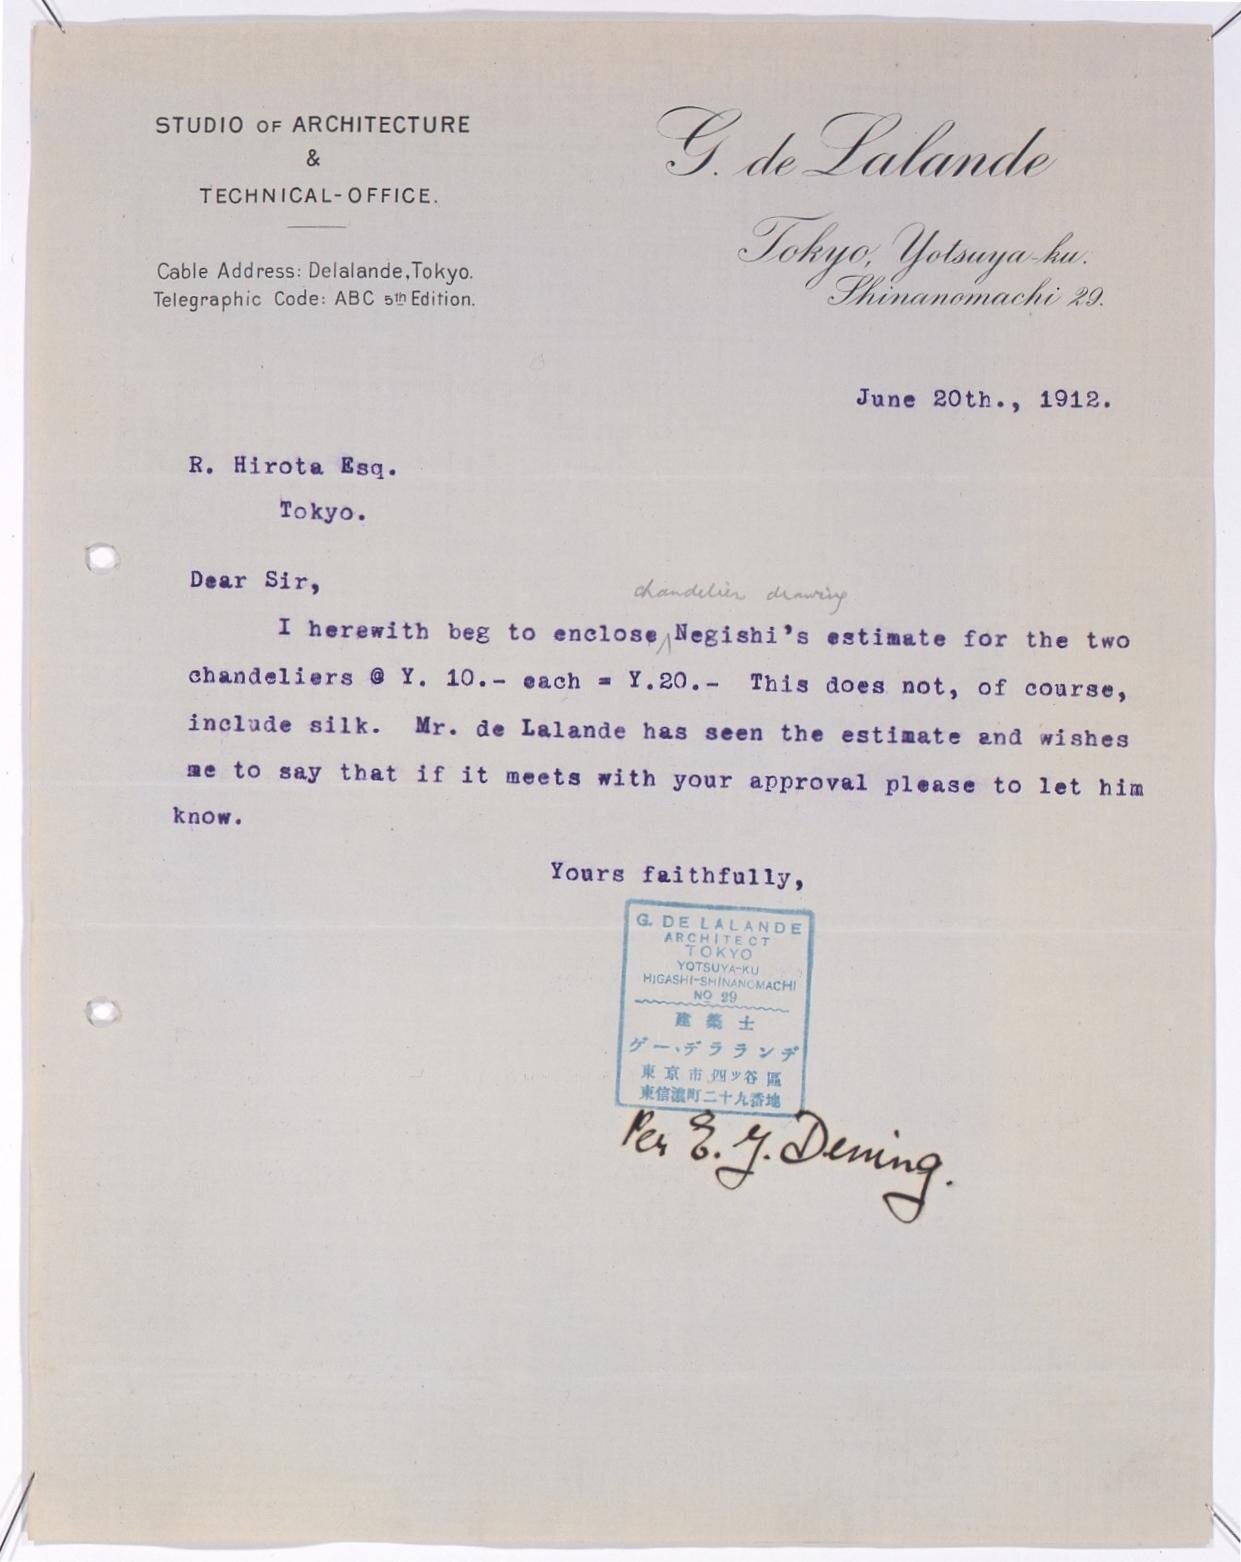 STUDIO OF ARCHITECTURE
&
TECHNICAL-OFFICE.
Cable Address: Delalande, Tokyo.
Telegraphic Code: ABC 5th Edition.
G. de Lalande
Tokyo, Yotsuya-ku.
Shinanomachi 29.
June 20th., 1912.
R. Hirota Esq.
Tokyo.
Dear Sir,
chandelier drawing
I herewith beg to enclose Negishi's estimate for the two
chandeliers @ Y. 10.- each = Y.20.- This does not, of course,
include silk. Mr. de Lalande has seen the estimate and wishes
me to say that if it meets with your approval please to let him
know.
Yours faithfully,
G. DE LALANDE
ARCHITECT
TOKYO
YOTSUYA-KU
HIGASHI-SHINANOMACHI
NO 29
建築士
ゲー、デラランデ
東京市四ッ谷區
東信濃町二十九番地
Per E. G. Dening.